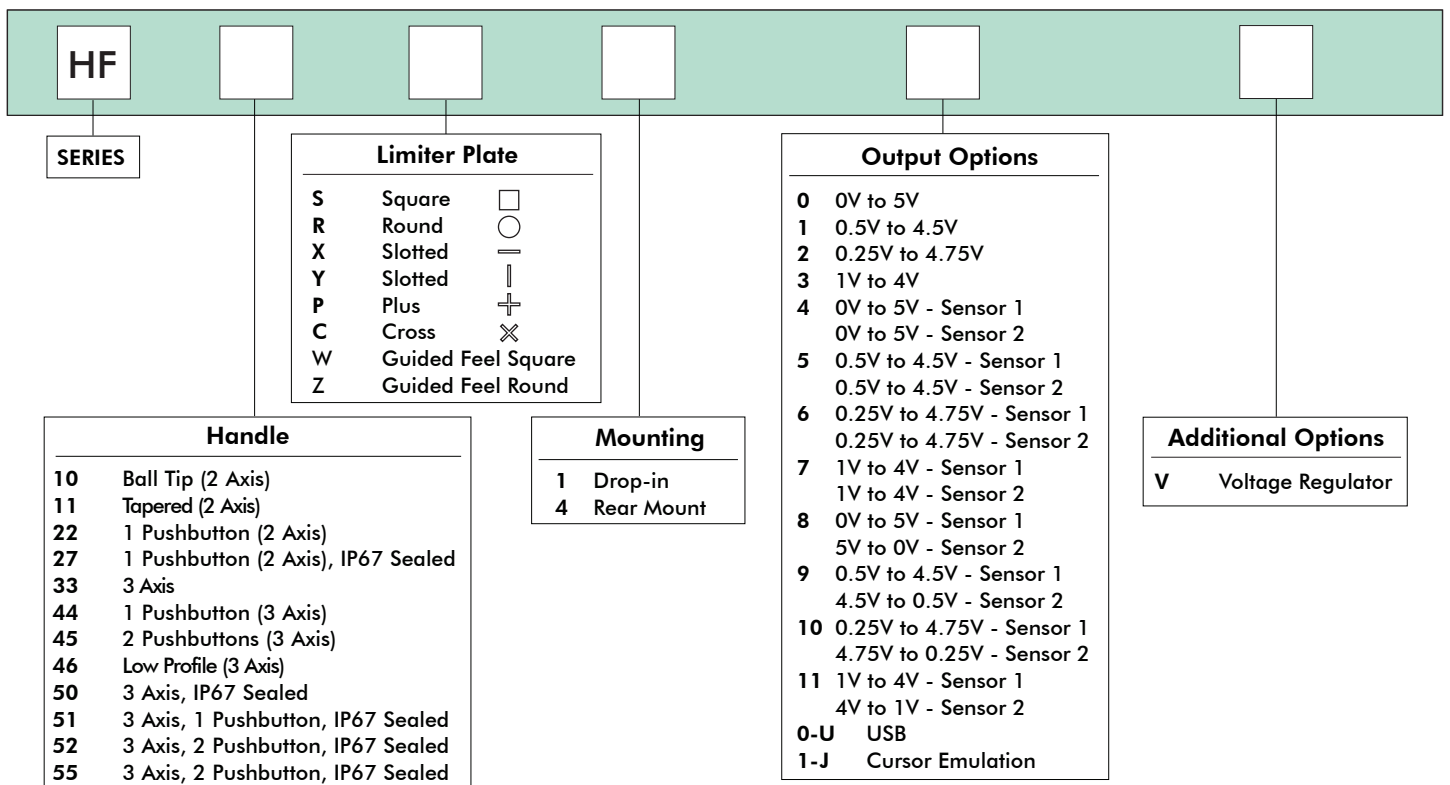 HF
SERIES
Limiter Plate
S Square
R Round
X Slotted
Y Slotted
P Plus
C Cross
W Guided Feel Square
Z Guided Feel Round
Handle
10 Ball Tip (2 Axis)
11 Tapered (2 Axis)
22 1 Pushbutton (2 Axis)
27 1 Pushbutton (2 Axis), IP67 Sealed
33 3 Axis
44 1 Pushbutton (3 Axis)
45 2 Pushbuttons (3 Axis)
46 Low Profile (3 Axis)
50 3 Axis, IP67 Sealed
51 3 Axis, 1 Pushbutton, IP67 Sealed
52 3 Axis, 2 Pushbutton, IP67 Sealed
55 3 Axis, 2 Pushbutton, IP67 Sealed
Mounting
1 Drop-in
4 Rear Mount
Output Options
0 0V to 5V
1 0.5V to 4.5V
2 0.25V to 4.75V
3 1V to 4V
4 0V to 5V - Sensor 1
0V to 5V - Sensor 2
5 0.5V to 4.5V - Sensor 1
0.5V to 4.5V - Sensor 2
6 0.25V to 4.75V - Sensor 1
0.25V to 4.75V - Sensor 2
7 1V to 4V - Sensor 1
1V to 4V - Sensor 2
8 0V to 5V - Sensor 1
5V to 0V - Sensor 2
9 0.5V to 4.5V - Sensor 1
4.5V to 0.5V - Sensor 2
10 0.25V to 4.75V - Sensor 1
4.75V to 0.25V - Sensor 2
11 1V to 4V - Sensor 1
4V to 1V - Sensor 2
0-U USB
1-J Cursor Emulation
Additional Options
V Voltage Regulator